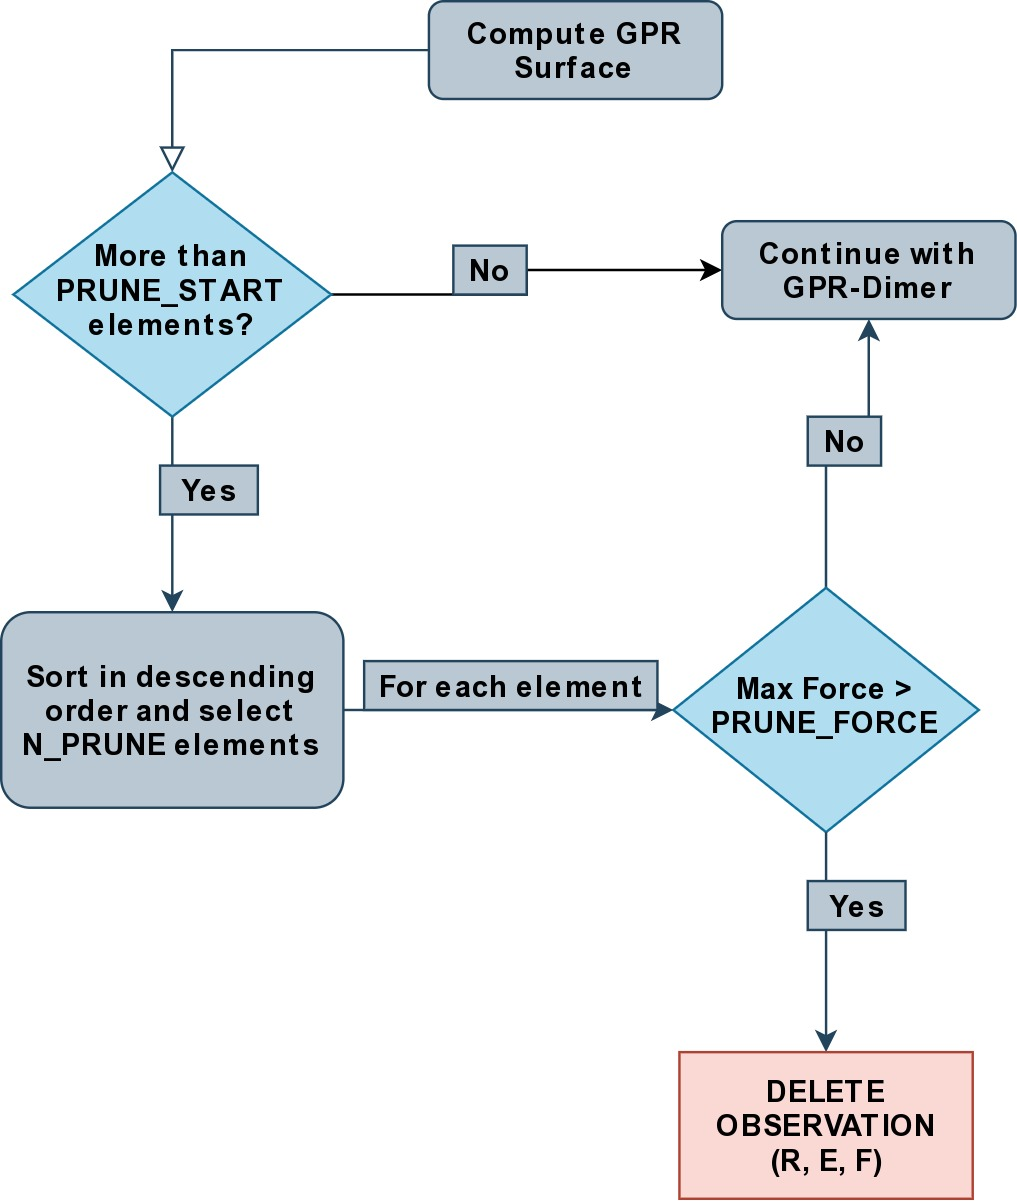 Compute GPR
Surface
More than
PRUNE_START
elements?
No
Continue with
GPR-Dimer
No
Yes
Sort in descending
order and select
N_PRUNE elements
For each element
Max Force >
PRUNE_FORCE
Yes
DELETE
OBSERVATION
(R, E, F)